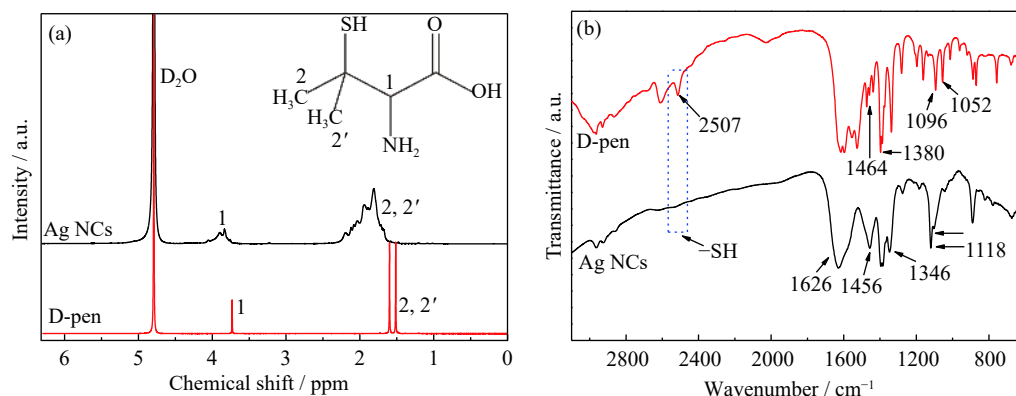 (a)
D₂O
SH
O
2
1
H₃C
OH
H₃C
2′
NH₂
1
2, 2′
Ag NCs
D-pen
1
2, 2′
Intensity / a.u.
6 5 4 3 2 1 0
Chemical shift / ppm
(b)
D-pen
2507
1464
1380
1096
1052
Ag NCs
−SH
1626
1456
1346
1118
Transmittance / a.u.
2800 2400 2000 1600 1200 800
Wavenumber / cm⁻¹